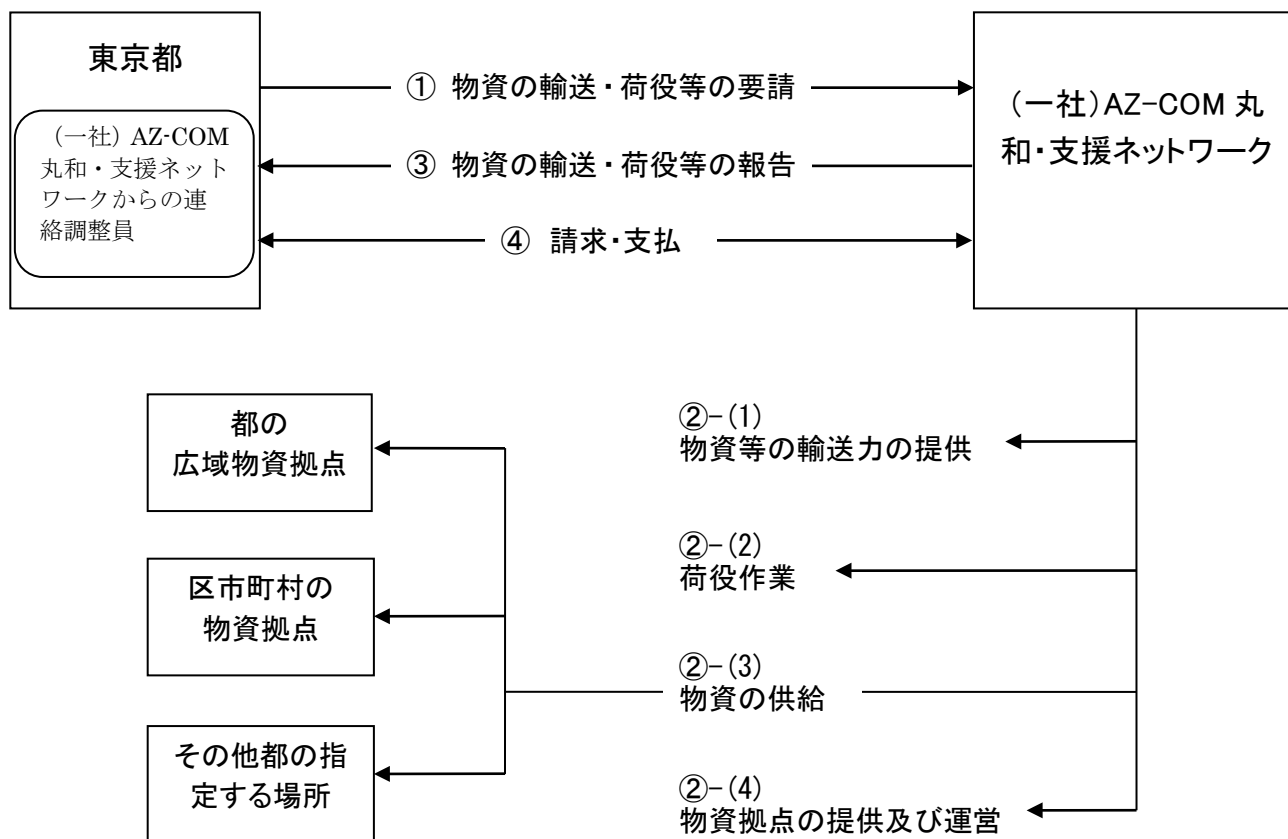 東京都
（一社）AZ-COM
丸和・支援ネット
ワークからの連
絡調整員
① 物資の輸送・荷役等の要請
③ 物資の輸送・荷役等の報告
④ 請求・支払
（一社）AZ-COM 丸
和・支援ネットワーク
都の
広域物資拠点
区市町村の
物資拠点
その他都の指
定する場所
②-(1)
物資等の輸送力の提供
②-(2)
荷役作業
②-(3)
物資の供給
②-(4)
物資拠点の提供及び運営